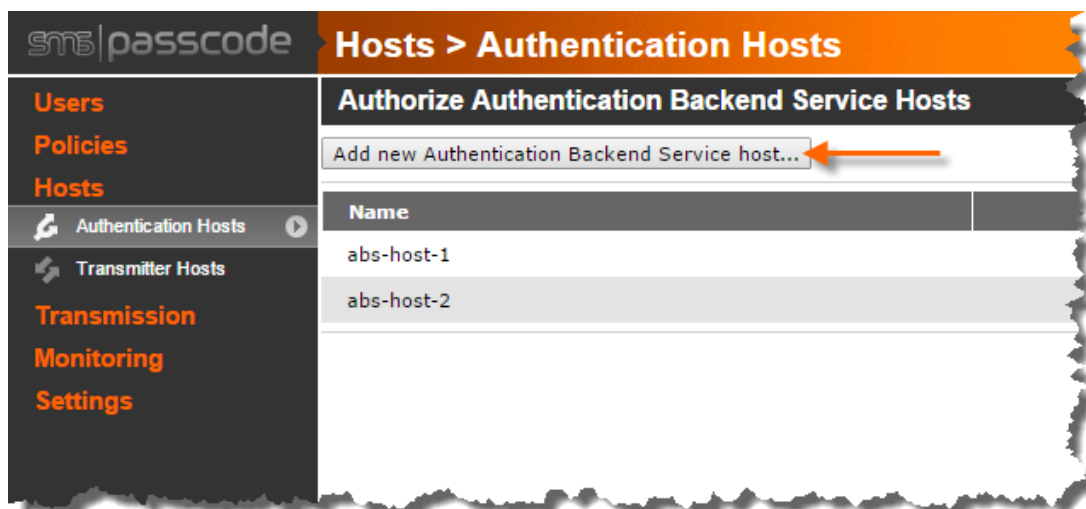 sms|passcode
Hosts > Authentication Hosts
Users
Policies
Hosts
Authentication Hosts
Transmitter Hosts
Transmission
Monitoring
Settings
Authorize Authentication Backend Service Hosts
Add new Authentication Backend Service host...
Name
abs-host-1
abs-host-2